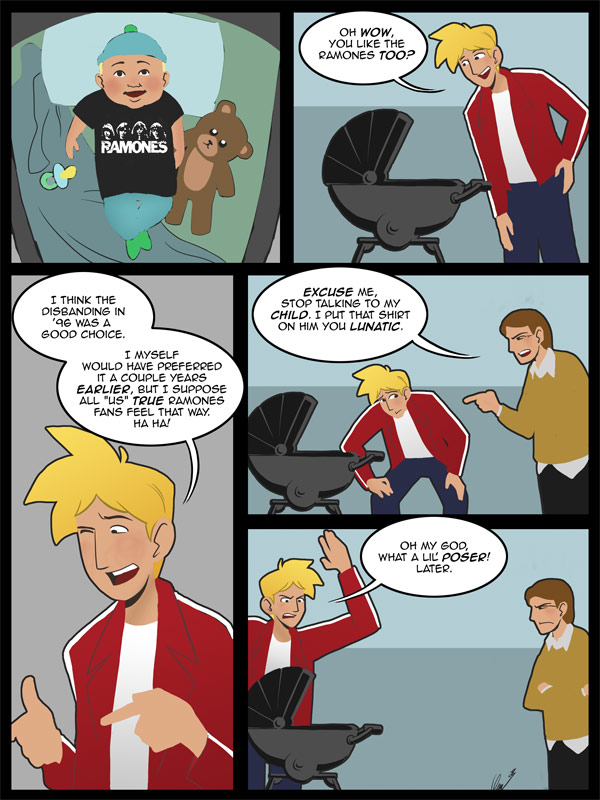 RAMONES
OH WOW,
YOU LIKE THE
RAMONES TOO?
I THINK THE
DISBANDING IN
'96 WAS A
GOOD CHOICE.
I MYSELF
WOULD HAVE PREFERRED
IT A COUPLE YEARS
EARLIER, BUT I SUPPOSE
ALL "US" TRUE RAMONES
FANS FEEL THAT WAY.
HA HA!
EXCUSE ME,
STOP TALKING TO MY
CHILD. I PUT THAT SHIRT
ON HIM YOU LUNATIC.
OH MY GOD,
WHAT A LIL' POSER!
LATER.